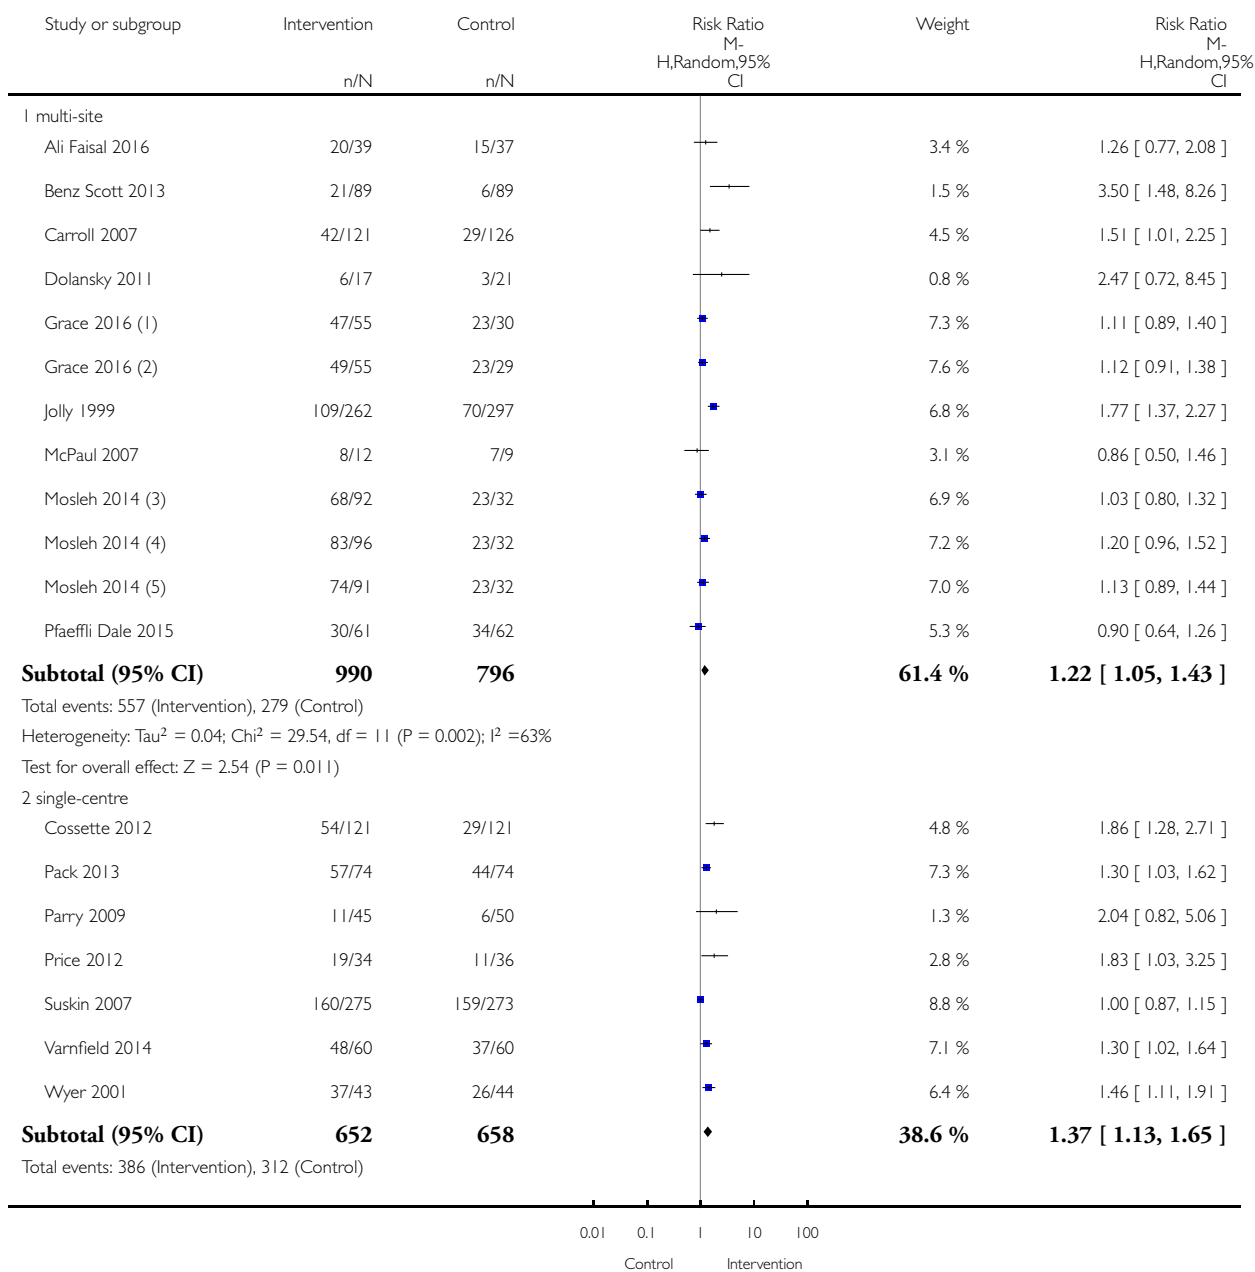 Study or subgroup Intervention Control Risk Ratio Weight Risk Ratio
M- M-
H,Random,95% H,Random,95%
n/N n/N CI CI
1 multi-site
Ali Faisal 2016 20/39 15/37 3.4 % 1.26 [ 0.77, 2.08 ]
Benz Scott 2013 21/89 6/89 1.5 % 3.50 [ 1.48, 8.26 ]
Carroll 2007 42/121 29/126 4.5 % 1.51 [ 1.01, 2.25 ]
Dolansky 2011 6/17 3/21 0.8 % 2.47 [ 0.72, 8.45 ]
Grace 2016 (1) 47/55 23/30 7.3 % 1.11 [ 0.89, 1.40 ]
Grace 2016 (2) 49/55 23/29 7.6 % 1.12 [ 0.91, 1.38 ]
Jolly 1999 109/262 70/297 6.8 % 1.77 [ 1.37, 2.27 ]
McPaul 2007 8/12 7/9 3.1 % 0.86 [ 0.50, 1.46 ]
Mosleh 2014 (3) 68/92 23/32 6.9 % 1.03 [ 0.80, 1.32 ]
Mosleh 2014 (4) 83/96 23/32 7.2 % 1.20 [ 0.96, 1.52 ]
Mosleh 2014 (5) 74/91 23/32 7.0 % 1.13 [ 0.89, 1.44 ]
Pfaeffli Dale 2015 30/61 34/62 5.3 % 0.90 [ 0.64, 1.26 ]
Subtotal (95% CI) 990 796 61.4 % 1.22 [ 1.05, 1.43 ]
Total events: 557 (Intervention), 279 (Control)
Heterogeneity: Tau² = 0.04; Chi² = 29.54, df = 11 (P = 0.002); I² =63%
Test for overall effect: Z = 2.54 (P = 0.011)
2 single-centre
Cossette 2012 54/121 29/121 4.8 % 1.86 [ 1.28, 2.71 ]
Pack 2013 57/74 44/74 7.3 % 1.30 [ 1.03, 1.62 ]
Parry 2009 11/45 6/50 1.3 % 2.04 [ 0.82, 5.06 ]
Price 2012 19/34 11/36 2.8 % 1.83 [ 1.03, 3.25 ]
Suskin 2007 160/275 159/273 8.8 % 1.00 [ 0.87, 1.15 ]
Varnfield 2014 48/60 37/60 7.1 % 1.30 [ 1.02, 1.64 ]
Wyer 2001 37/43 26/44 6.4 % 1.46 [ 1.11, 1.91 ]
Subtotal (95% CI) 652 658 38.6 % 1.37 [ 1.13, 1.65 ]
Total events: 386 (Intervention), 312 (Control)
0.01 0.1 1 10 100
Control Intervention